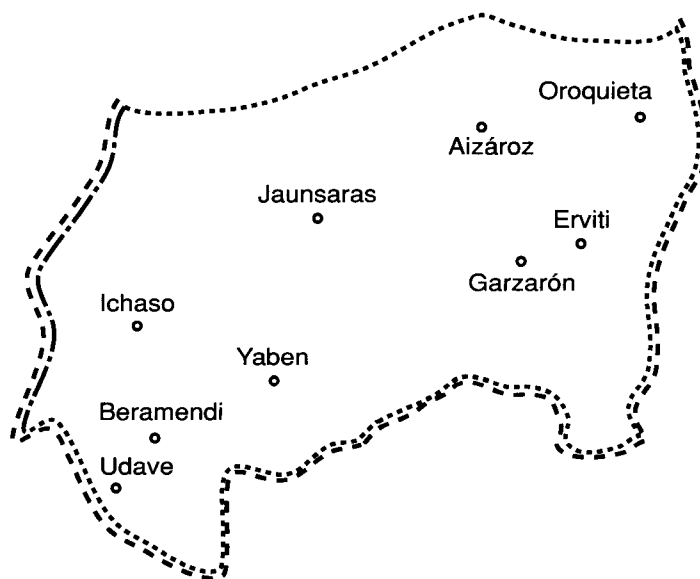 Oroquieta
Aizároz
Jaunsaras
Erviti
Garzarón
Ichaso
Yaben
Beramendi
Udave